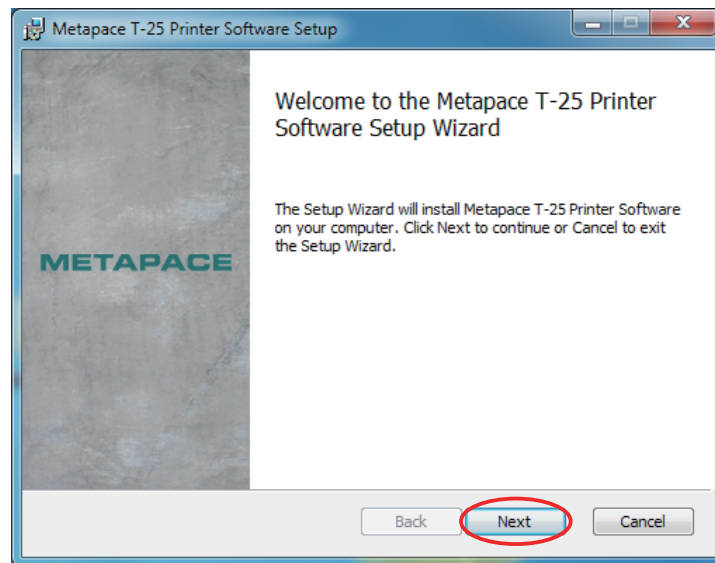 Metapace T-25 Printer Software Setup
Welcome to the Metapace T-25 Printer
Software Setup Wizard
The Setup Wizard will install Metapace T-25 Printer Software
on your computer. Click Next to continue or Cancel to exit
the Setup Wizard.
METAPACE
Back Next Cancel